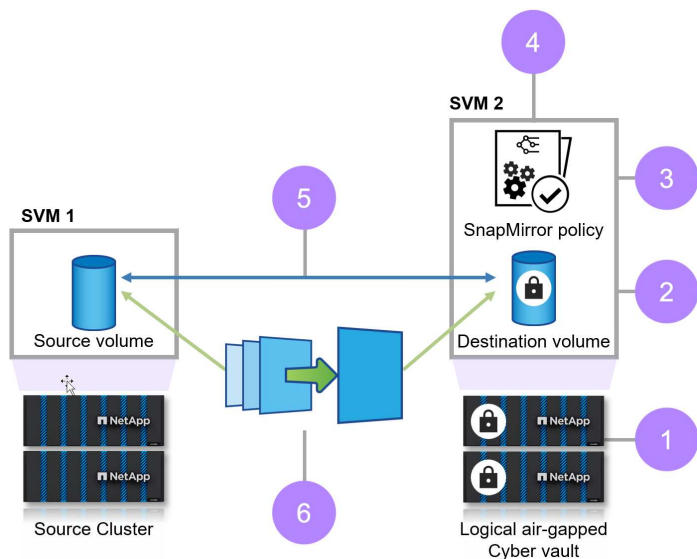 4
SVM 2
3
5
SVM 1
SnapMirror policy
2
Source volume
Destination volume
NetApp
NetApp
1
NetApp
NetApp
6
Source Cluster
Logical air-gapped
Cyber vault